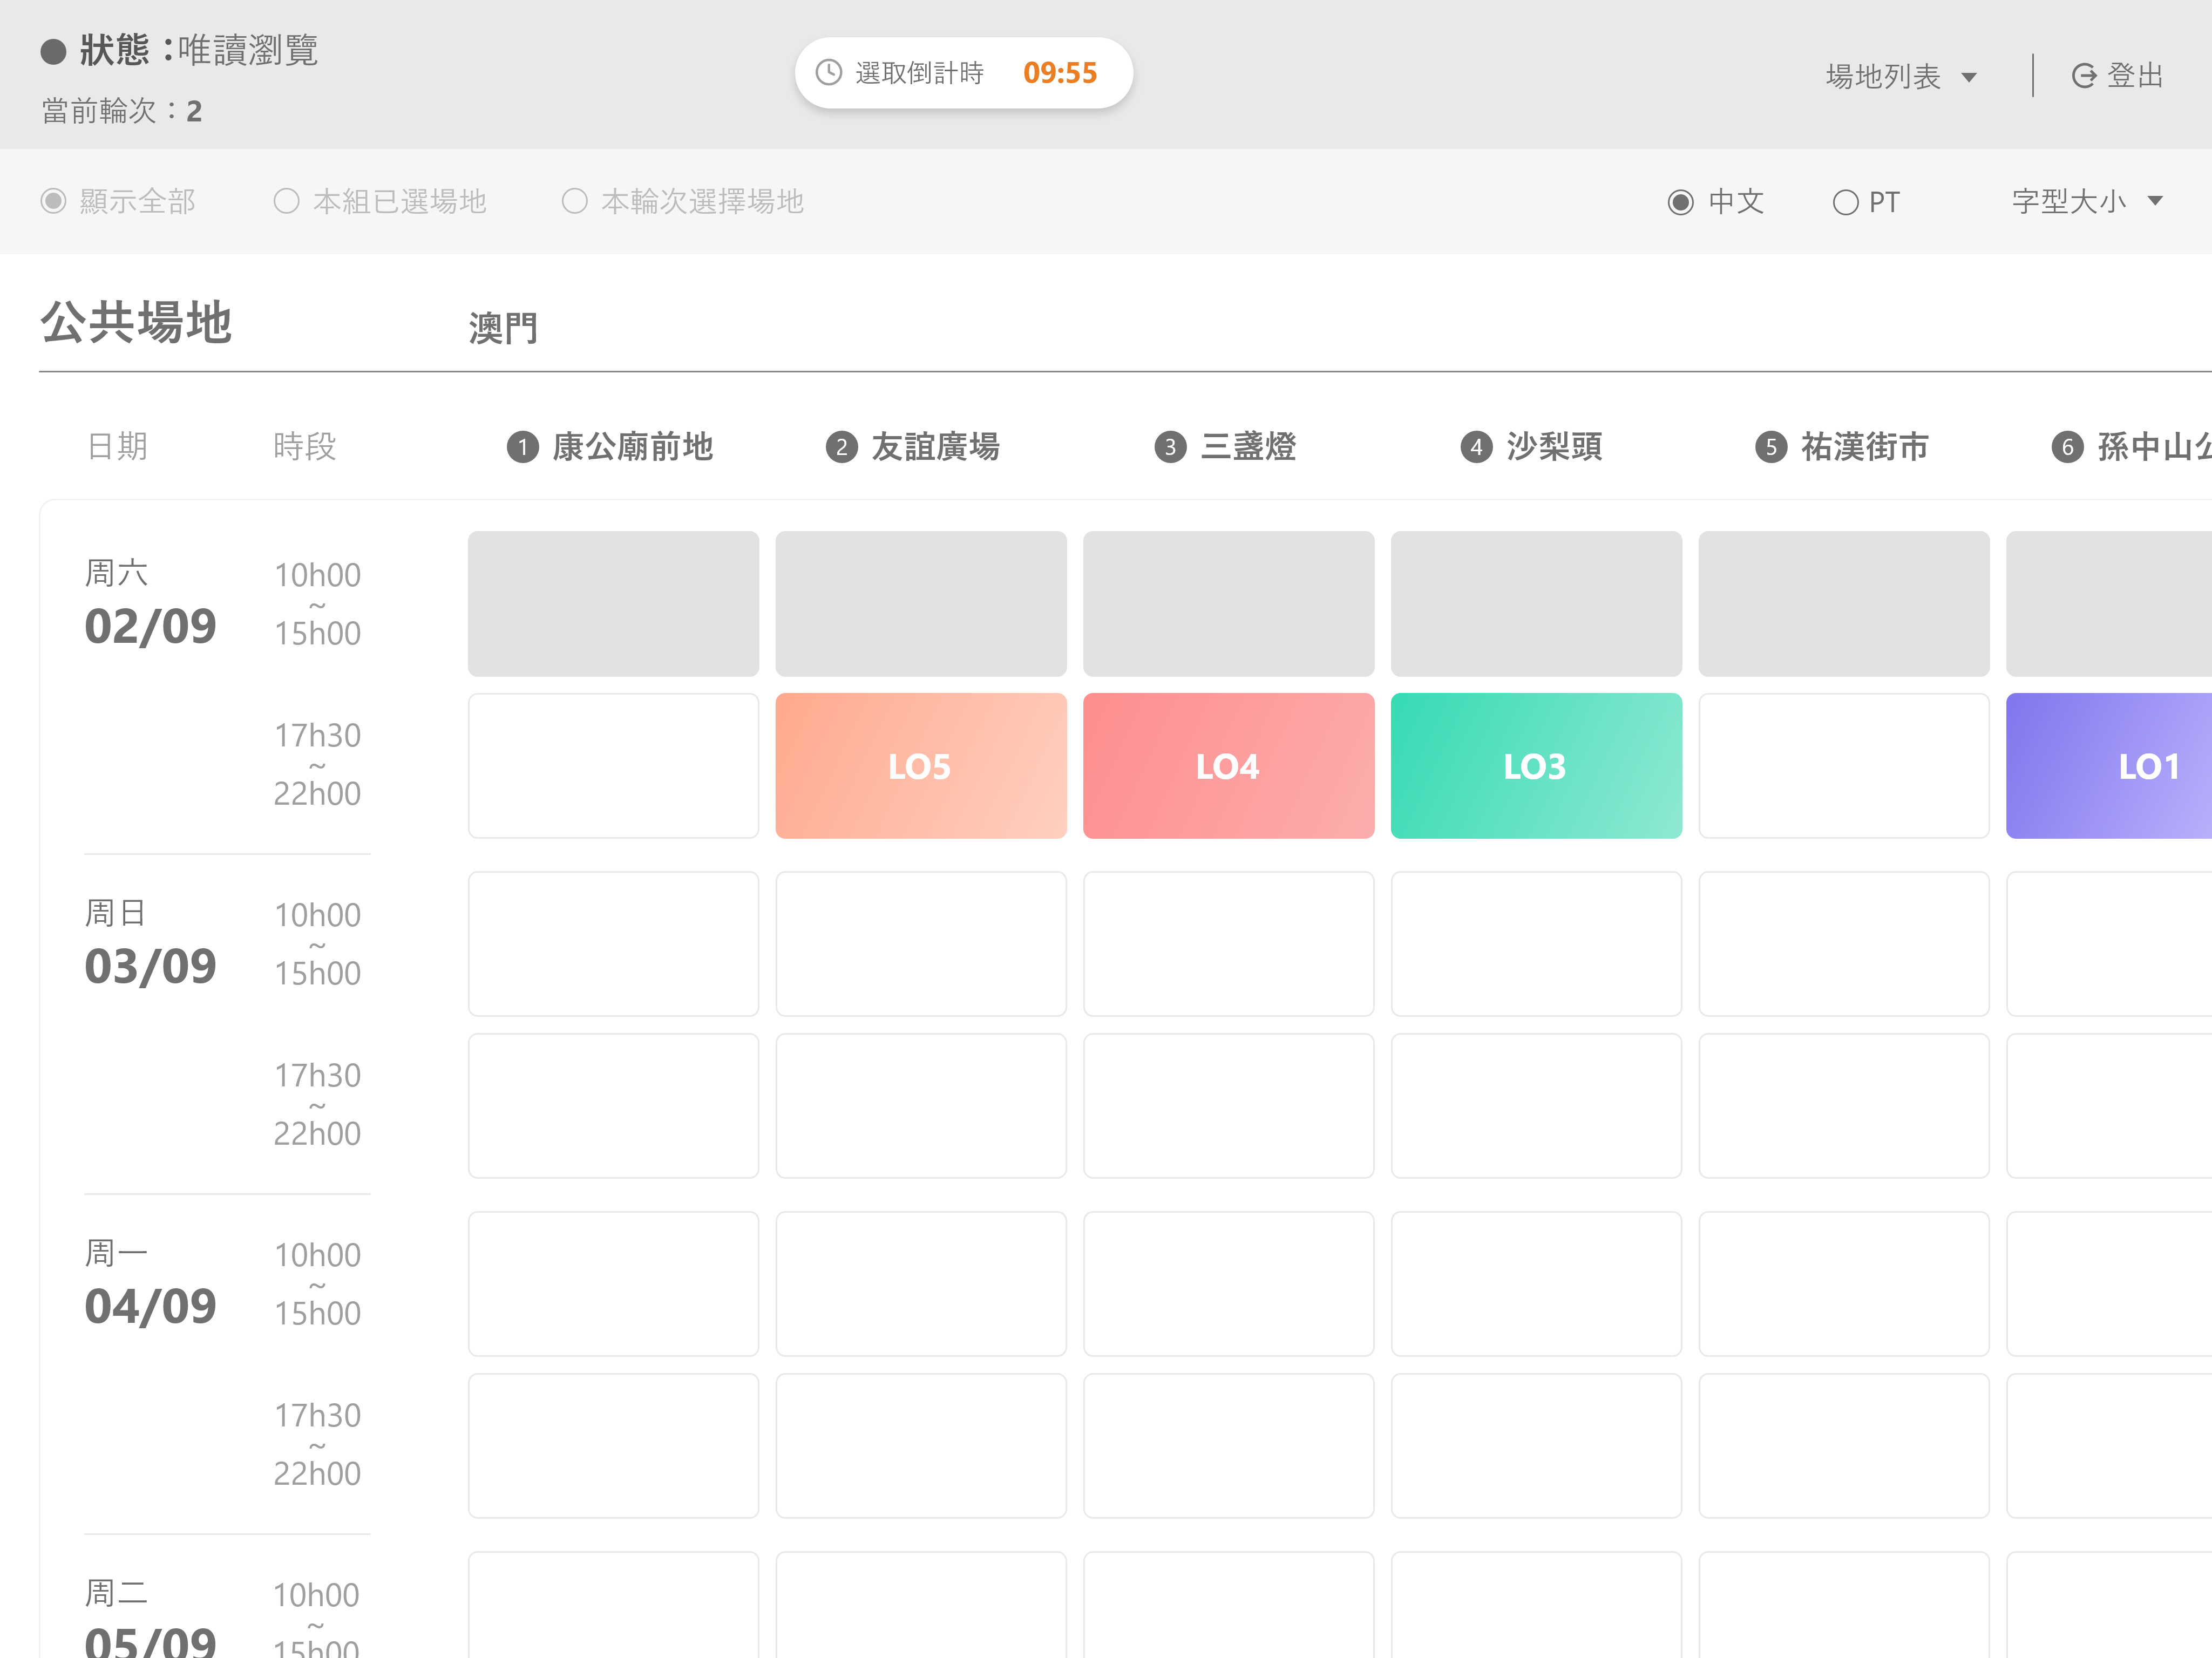 狀態：唯讀瀏覽
當前輪次：2
選取倒計時 09:55
場地列表
登出
顯示全部 本組已選場地 本輪次選擇場地
中文 PT 字型大小
公共場地 澳門
日期 時段 1 康公廟前地 2 友誼廣場 3 三盞燈 4 沙梨頭 5 祐漢街市 6 孫中山公
周六 10h00
02/09 ~
15h00
17h30
~ LO5 LO4 LO3 LO1
22h00
周日 10h00
03/09 ~
15h00
17h30
~
22h00
周一 10h00
04/09 ~
15h00
17h30
~
22h00
周二 10h00
05/09 ~
15h00